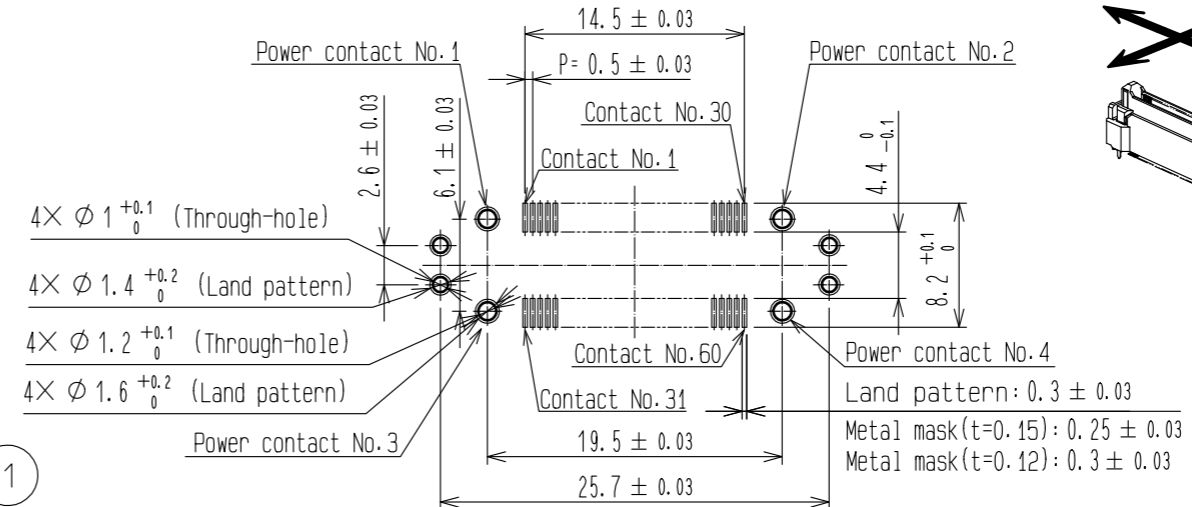 14.5 ± 0.03
Power contact No.1
Power contact No.2
P= 0.5 ± 0.03
Contact No.30
Contact No.1
2.6 ± 0.03
6.1 ± 0.03
4.4 0 -0.1
8.2 +0.1 0
4× Ø 1 +0.1 0 (Through-hole)
4× Ø 1.4 +0.2 0 (Land pattern)
4× Ø 1.2 +0.1 0 (Through-hole)
4× Ø 1.6 +0.2 0 (Land pattern)
Contact No.60
Power contact No.4
Contact No.31
Land pattern: 0.3 ± 0.03
Power contact No.3
19.5 ± 0.03
Metal mask(t=0.15): 0.25 ± 0.03
Metal mask(t=0.12): 0.3 ± 0.03
1
25.7 ± 0.03